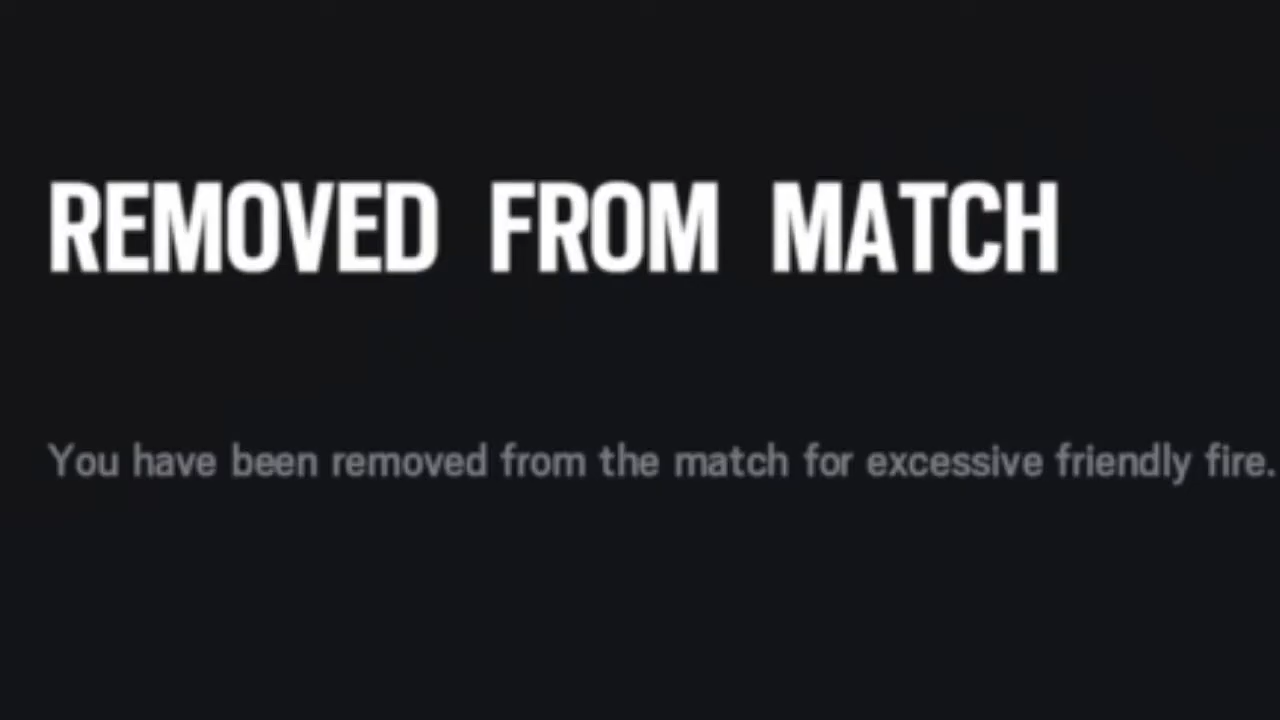 REMOVED FROM MATCH
You have been removed from the match for excessive friendly fire.